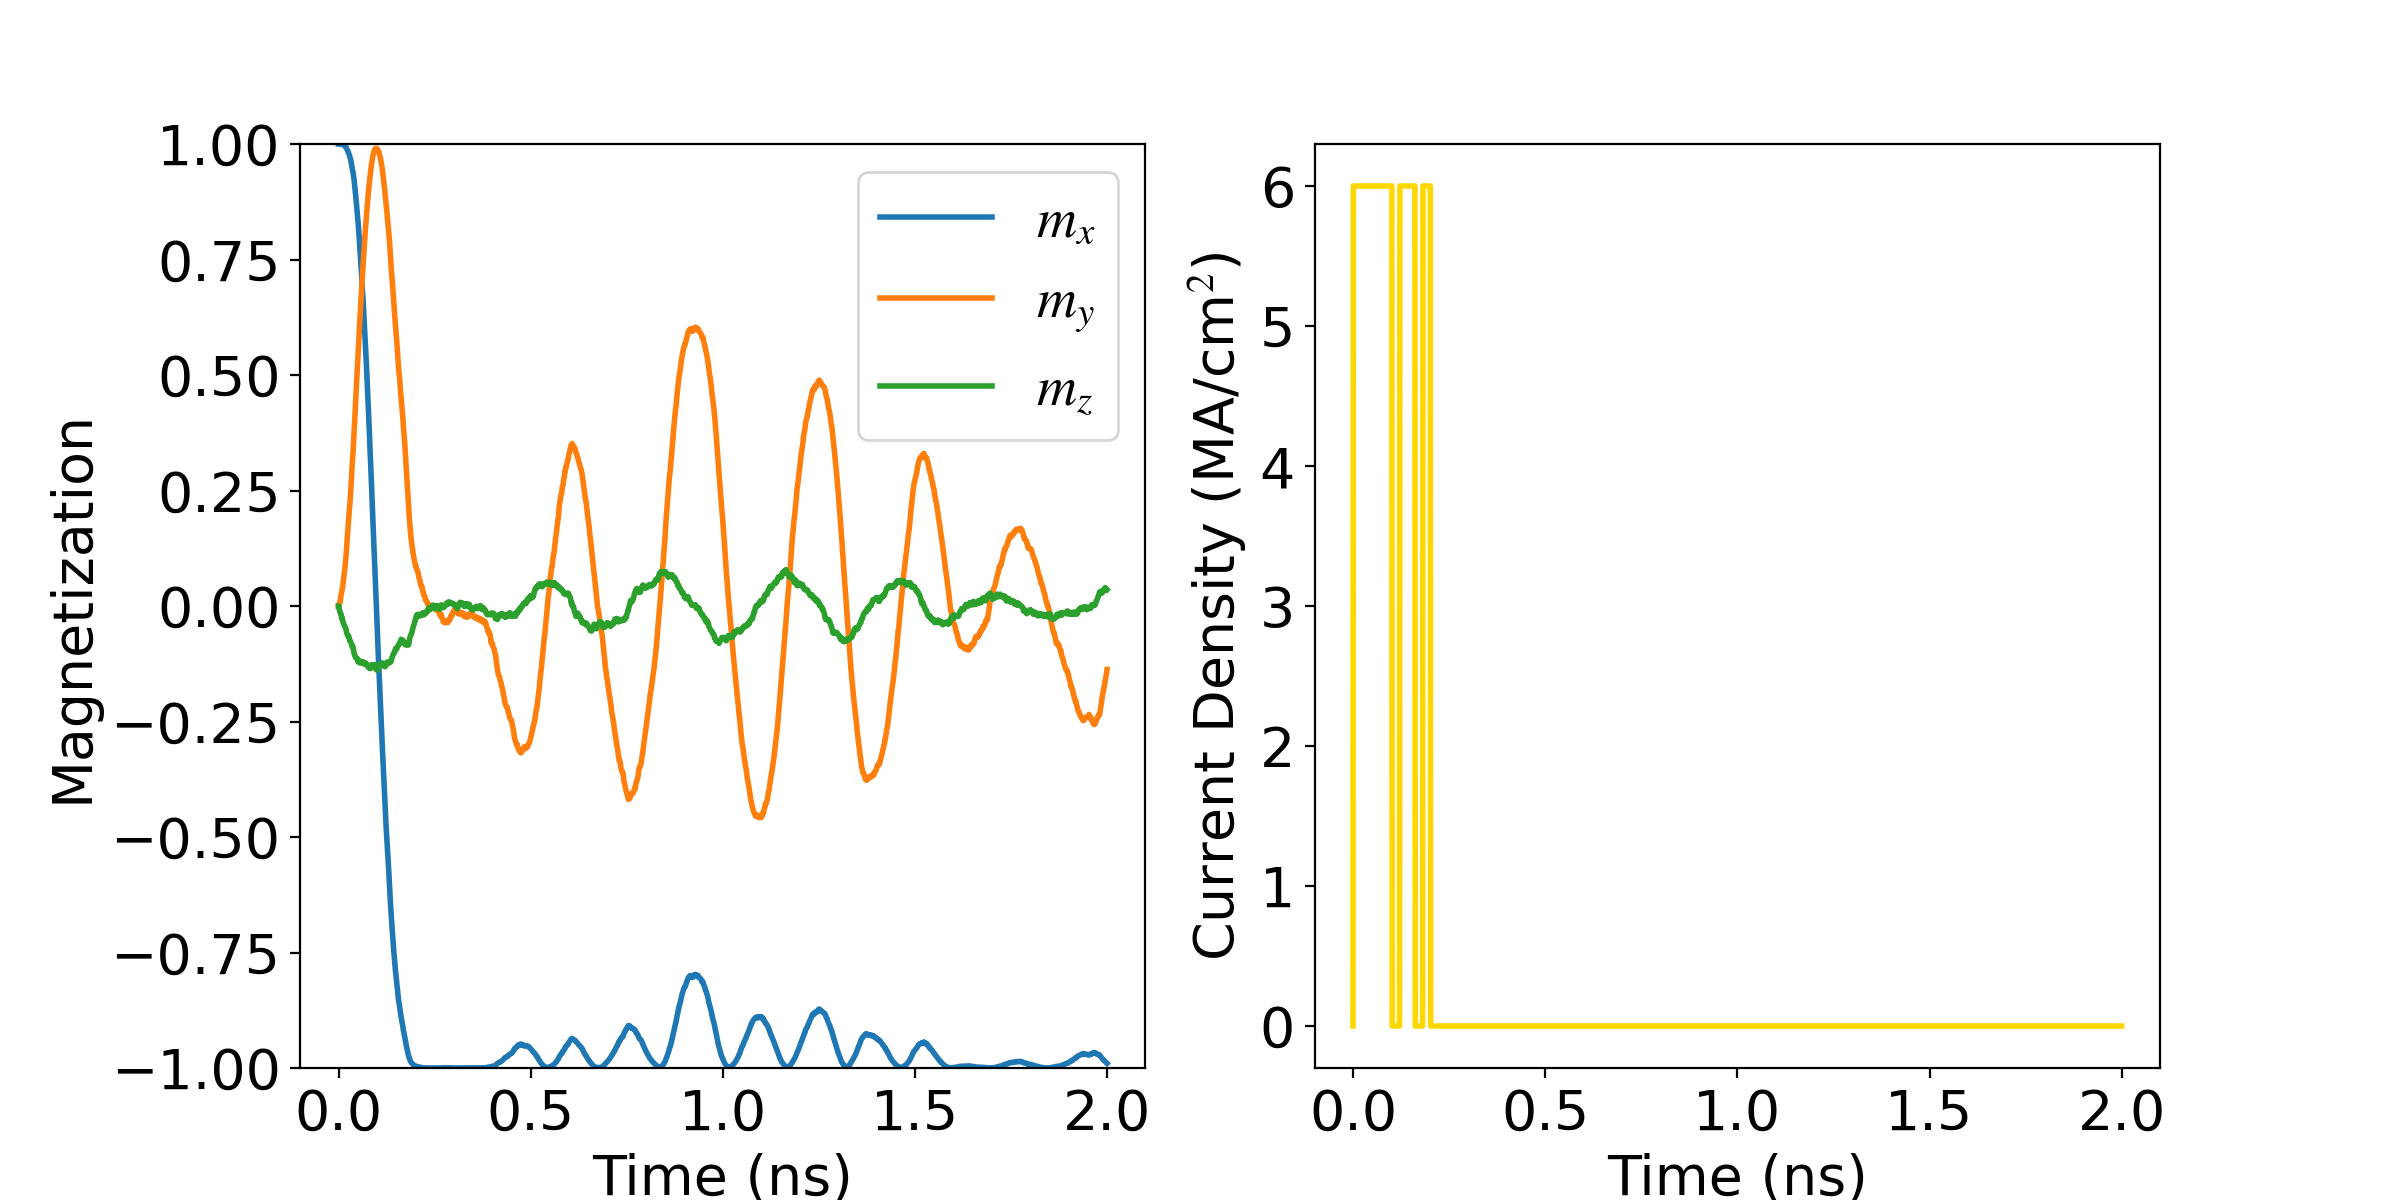 1.00
0.75
0.50
0.25
0.00
−0.25
−0.50
−0.75
−1.00
Magnetization
0.0 0.5 1.0 1.5 2.0
Time (ns)
m_x
m_y
m_z
6
5
4
3
2
1
0
Current Density (MA/cm²)
0.0 0.5 1.0 1.5 2.0
Time (ns)